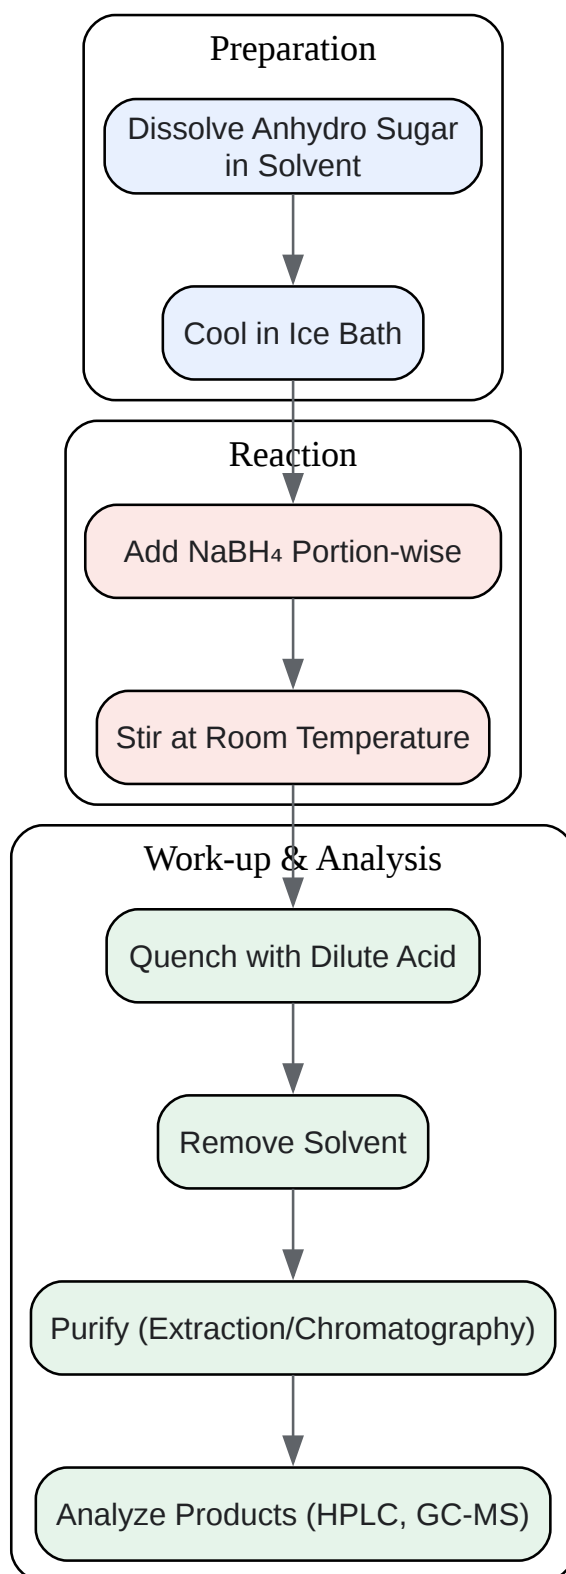 Preparation
Dissolve Anhydro Sugar
in Solvent
Cool in Ice Bath
Reaction
Add NaBH₄ Portion-wise
Stir at Room Temperature
Work-up & Analysis
Quench with Dilute Acid
Remove Solvent
Purify (Extraction/Chromatography)
Analyze Products (HPLC, GC-MS)